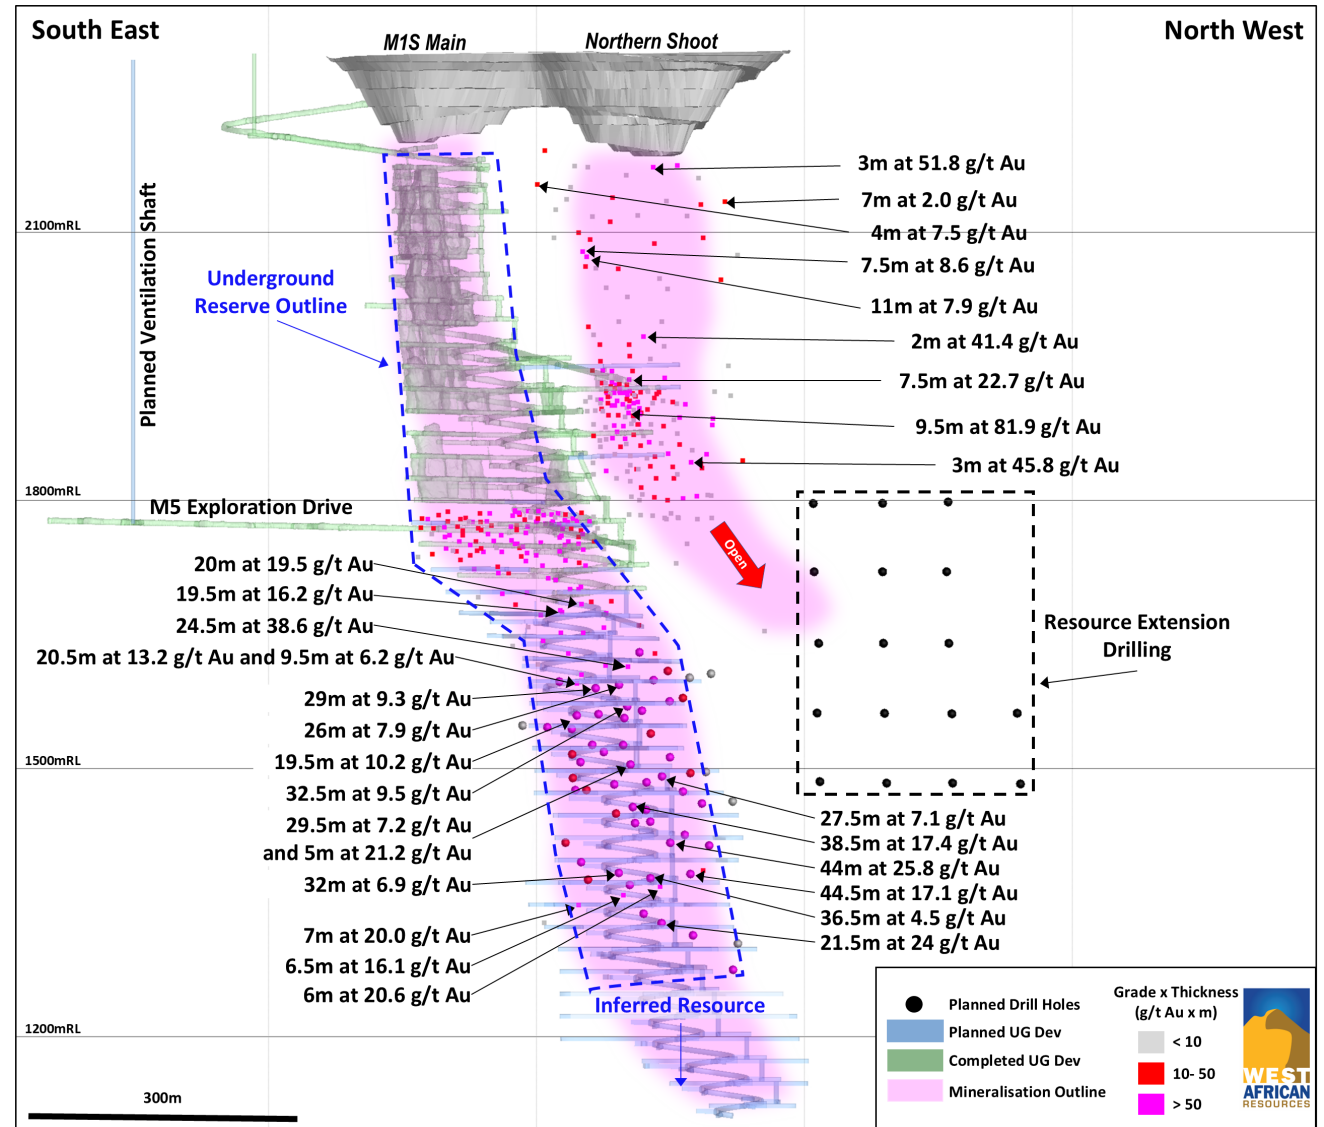 South East
North West
M1S Main
Northern Shoot
3m at 51.8 g/t Au
7m at 2.0 g/t Au
4m at 7.5 g/t Au
7.5m at 8.6 g/t Au
11m at 7.9 g/t Au
2m at 41.4 g/t Au
7.5m at 22.7 g/t Au
9.5m at 81.9 g/t Au
3m at 45.8 g/t Au
2100mRL
Planned Ventilation Shaft
Underground
Reserve Outline
1800mRL
M5 Exploration Drive
Open
20m at 19.5 g/t Au
19.5m at 16.2 g/t Au
24.5m at 38.6 g/t Au
20.5m at 13.2 g/t Au and 9.5m at 6.2 g/t Au
29m at 9.3 g/t Au
26m at 7.9 g/t Au
19.5m at 10.2 g/t Au
32.5m at 9.5 g/t Au
29.5m at 7.2 g/t Au
and 5m at 21.2 g/t Au
32m at 6.9 g/t Au
7m at 20.0 g/t Au
6.5m at 16.1 g/t Au
6m at 20.6 g/t Au
Resource Extension
Drilling
1500mRL
27.5m at 7.1 g/t Au
38.5m at 17.4 g/t Au
44m at 25.8 g/t Au
44.5m at 17.1 g/t Au
36.5m at 4.5 g/t Au
21.5m at 24 g/t Au
Inferred Resource
1200mRL
300m
Planned Drill Holes
Planned UG Dev
Completed UG Dev
Mineralisation Outline
Grade x Thickness
(g/t Au x m)
< 10
10- 50
> 50
WEST
AFRICAN
RESOURCES